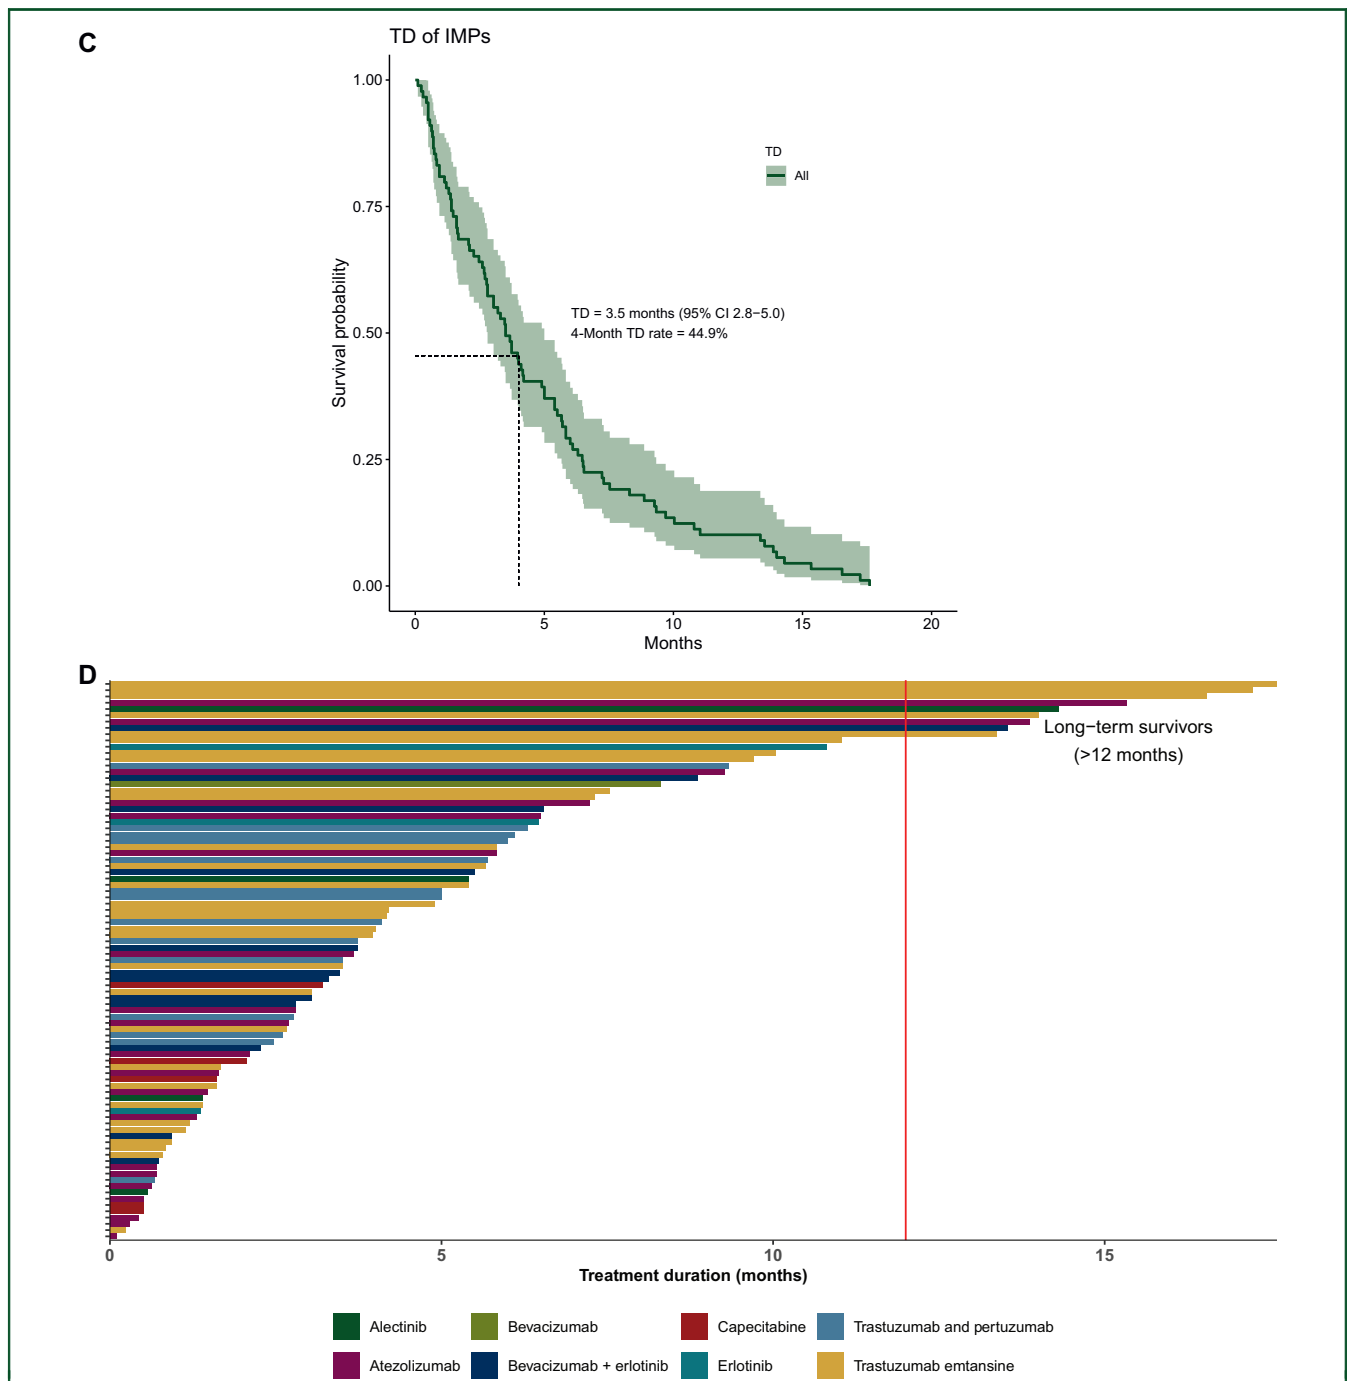 C
TD of IMPs
1.00
0.75
0.50
0.25
0.00
Survival probability
TD
All
TD = 3.5 months (95% CI 2.8−5.0)
4-Month TD rate = 44.9%
0 5 10 15 20
Months
D
Long−term survivors
(>12 months)
0 5 10 15
Treatment duration (months)
Alectinib Bevacizumab Capecitabine Trastuzumab and pertuzumab
Atezolizumab Bevacizumab + erlotinib Erlotinib Trastuzumab emtansine